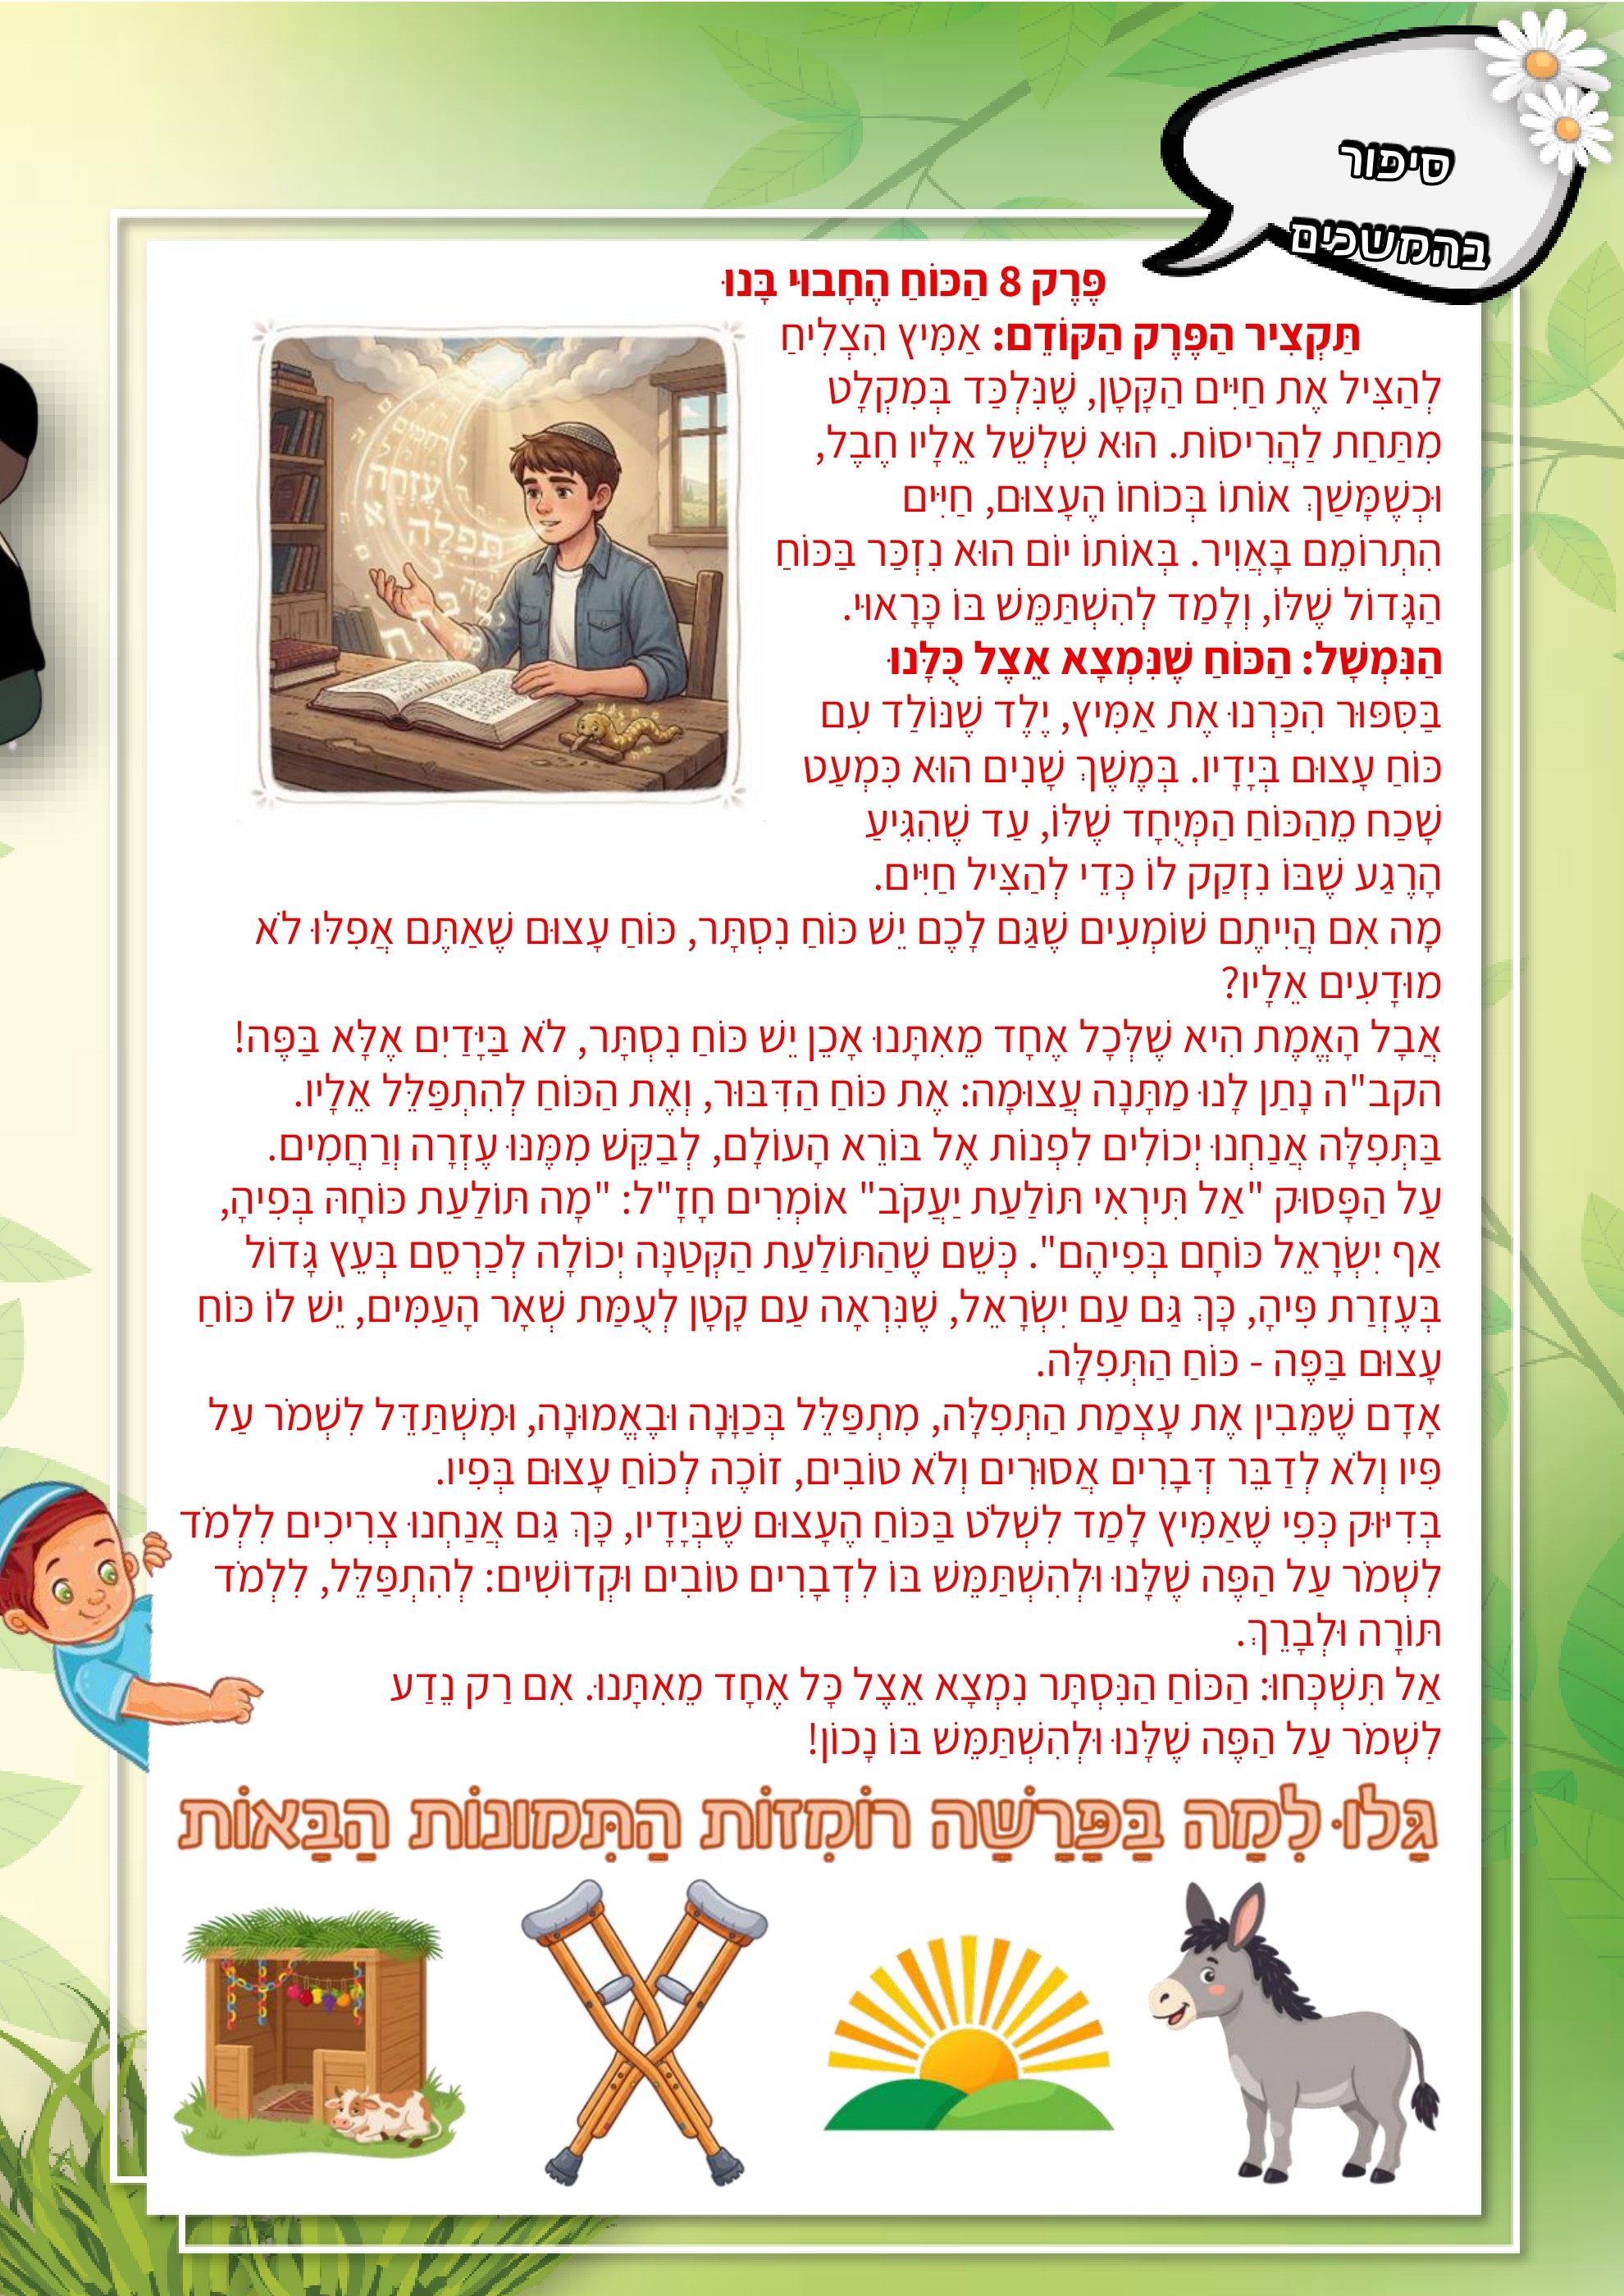 סיפור
בהמשכים
פֶּרֶק 8 הַכּוֹחַ הֶחָבוּי בָּנוּ
תַּקְצִיר הַפֶּרֶק הַקּוֹדֵם: אַמִּיץ הִצְלִיחַ
לְהַצִּיל אֶת חַיִּים הַקָּטָן, שֶׁנִּלְכַּד בְּמִקְלָט
מִתַּחַת לַהֲרִיסוֹת. הוּא שִׁלְשֵׁל אֵלָיו חֶבֶל,
וּכְשֶׁמָּשַׁךְ אוֹתוֹ בְּכוֹחוֹ הֶעָצוּם, חַיִּים
הִתְרוֹמֵם בָּאֲוִיר. בְּאוֹתוֹ יוֹם הוּא נִזְכַּר בַּכּוֹחַ
הַגָּדוֹל שֶׁלּוֹ, וְלָמַד לְהִשְׁתַּמֵּשׁ בּוֹ כָּרָאוּי.
הַנִּמְשָׁל: הַכּוֹחַ שֶׁנִּמְצָא אֵצֶל כֻּלָּנוּ
בַּסִּפּוּר הִכַּרְנוּ אֶת אַמִּיץ, יֶלֶד שֶׁנּוֹלַד עִם
כּוֹחַ עָצוּם בְּיָדָיו. בְּמֶשֶׁךְ שָׁנִים הוּא כִּמְעַט
שָׁכַח מֵהַכּוֹחַ הַמְּיֻחָד שֶׁלּוֹ, עַד שֶׁהִגִּיעַ
הָרֶגַע שֶׁבּוֹ נִזְקַק לוֹ כְּדֵי לְהַצִּיל חַיִּים.
מָה אִם הֲיִיתֶם שׁוֹמְעִים שֶׁגַּם לָכֶם יֵשׁ כּוֹחַ נִסְתָּר, כּוֹחַ עָצוּם שֶׁאַתֶּם אֲפִלּוּ לֹא
מוּדָעִים אֵלָיו?
אֲבָל הָאֱמֶת הִיא שֶׁלְּכָל אֶחָד מֵאִתָּנוּ אָכֵן יֵשׁ כּוֹחַ נִסְתָּר, לֹא בַּיָּדַיִם אֶלָּא בַּפֶּה!
הקב"ה נָתַן לָנוּ מַתָּנָה עֲצוּמָה: אֶת כּוֹחַ הַדִּבּוּר, וְאֶת הַכּוֹחַ לְהִתְפַּלֵּל אֵלָיו.
בַּתְּפִלָּה אֲנַחְנוּ יְכוֹלִים לִפְנוֹת אֶל בּוֹרֵא הָעוֹלָם, לְבַקֵּשׁ מִמֶּנּוּ עֶזְרָה וְרַחֲמִים.
עַל הַפָּסוּק "אַל תִּירְאִי תּוֹלַעַת יַעֲקֹב" אוֹמְרִים חָזָ"ל: "מָה תּוֹלַעַת כּוֹחָהּ בְּפִיהָ,
אַף יִשְׂרָאֵל כּוֹחָם בְּפִיהֶם". כְּשֵׁם שֶׁהַתּוֹלַעַת הַקְּטַנָּה יְכוֹלָה לְכַרְסֵם בְּעֵץ גָּדוֹל
בְּעֶזְרַת פִּיהָ, כָּךְ גַּם עַם יִשְׂרָאֵל, שֶׁנִּרְאָה עַם קָטָן לְעֻמַּת שְׁאָר הָעַמִּים, יֵשׁ לוֹ כּוֹחַ
עָצוּם בַּפֶּה - כּוֹחַ הַתְּפִלָּה.
אָדָם שֶׁמֵּבִין אֶת עָצְמַת הַתְּפִלָּה, מִתְפַּלֵּל בְּכַוָּנָה וּבֶאֱמוּנָה, וּמִשְׁתַּדֵּל לִשְׁמֹר עַל
פִּיו וְלֹא לְדַבֵּר דְּבָרִים אֲסוּרִים וְלֹא טוֹבִים, זוֹכֶה לְכוֹחַ עָצוּם בְּפִיו.
בְּדִיּוּק כְּפִי שֶׁאַמִּיץ לָמַד לִשְׁלֹט בַּכּוֹחַ הֶעָצוּם שֶׁבְּיָדָיו, כָּךְ גַּם אֲנַחְנוּ צְרִיכִים לִלְמֹד
לִשְׁמֹר עַל הַפֶּה שֶׁלָּנוּ וּלְהִשְׁתַּמֵּשׁ בּוֹ לִדְבָרִים טוֹבִים וּקְדוֹשִׁים: לְהִתְפַּלֵּל, לִלְמֹד
תּוֹרָה וּלְבָרֵךְ.
אַל תִּשְׁכְּחוּ: הַכּוֹחַ הַנִּסְתָּר נִמְצָא אֵצֶל כָּל אֶחָד מֵאִתָּנוּ. אִם רַק נֵדַע
לִשְׁמֹר עַל הַפֶּה שֶׁלָּנוּ וּלְהִשְׁתַּמֵּשׁ בּוֹ נָכוֹן!
גַּלּוּ לְמַה בַּפָּרָשָׁה רוֹמְזוֹת הַתְּמוּנוֹת הַבָּאוֹת
רחמים
עֶזְרָה
תְּפִלָּה